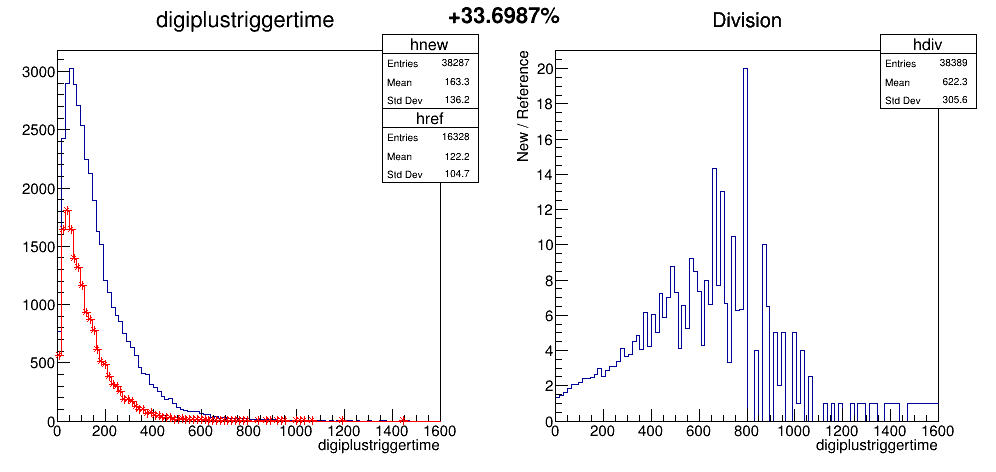 digiplustriggertime
+33.6987%
Division
hnew
Entries 38287
Mean 163.3
Std Dev 136.2
href
Entries 16328
Mean 122.2
Std Dev 104.7
3000
2500
2000
1500
1000
500
0
0 200 400 600 800 1000 1200 1400 1600
digiplustriggertime
hdiv
Entries 38389
Mean 622.3
Std Dev 305.6
New / Reference
20
18
16
14
12
10
8
6
4
2
0
0 200 400 600 800 1000 1200 1400 1600
digiplustriggertime